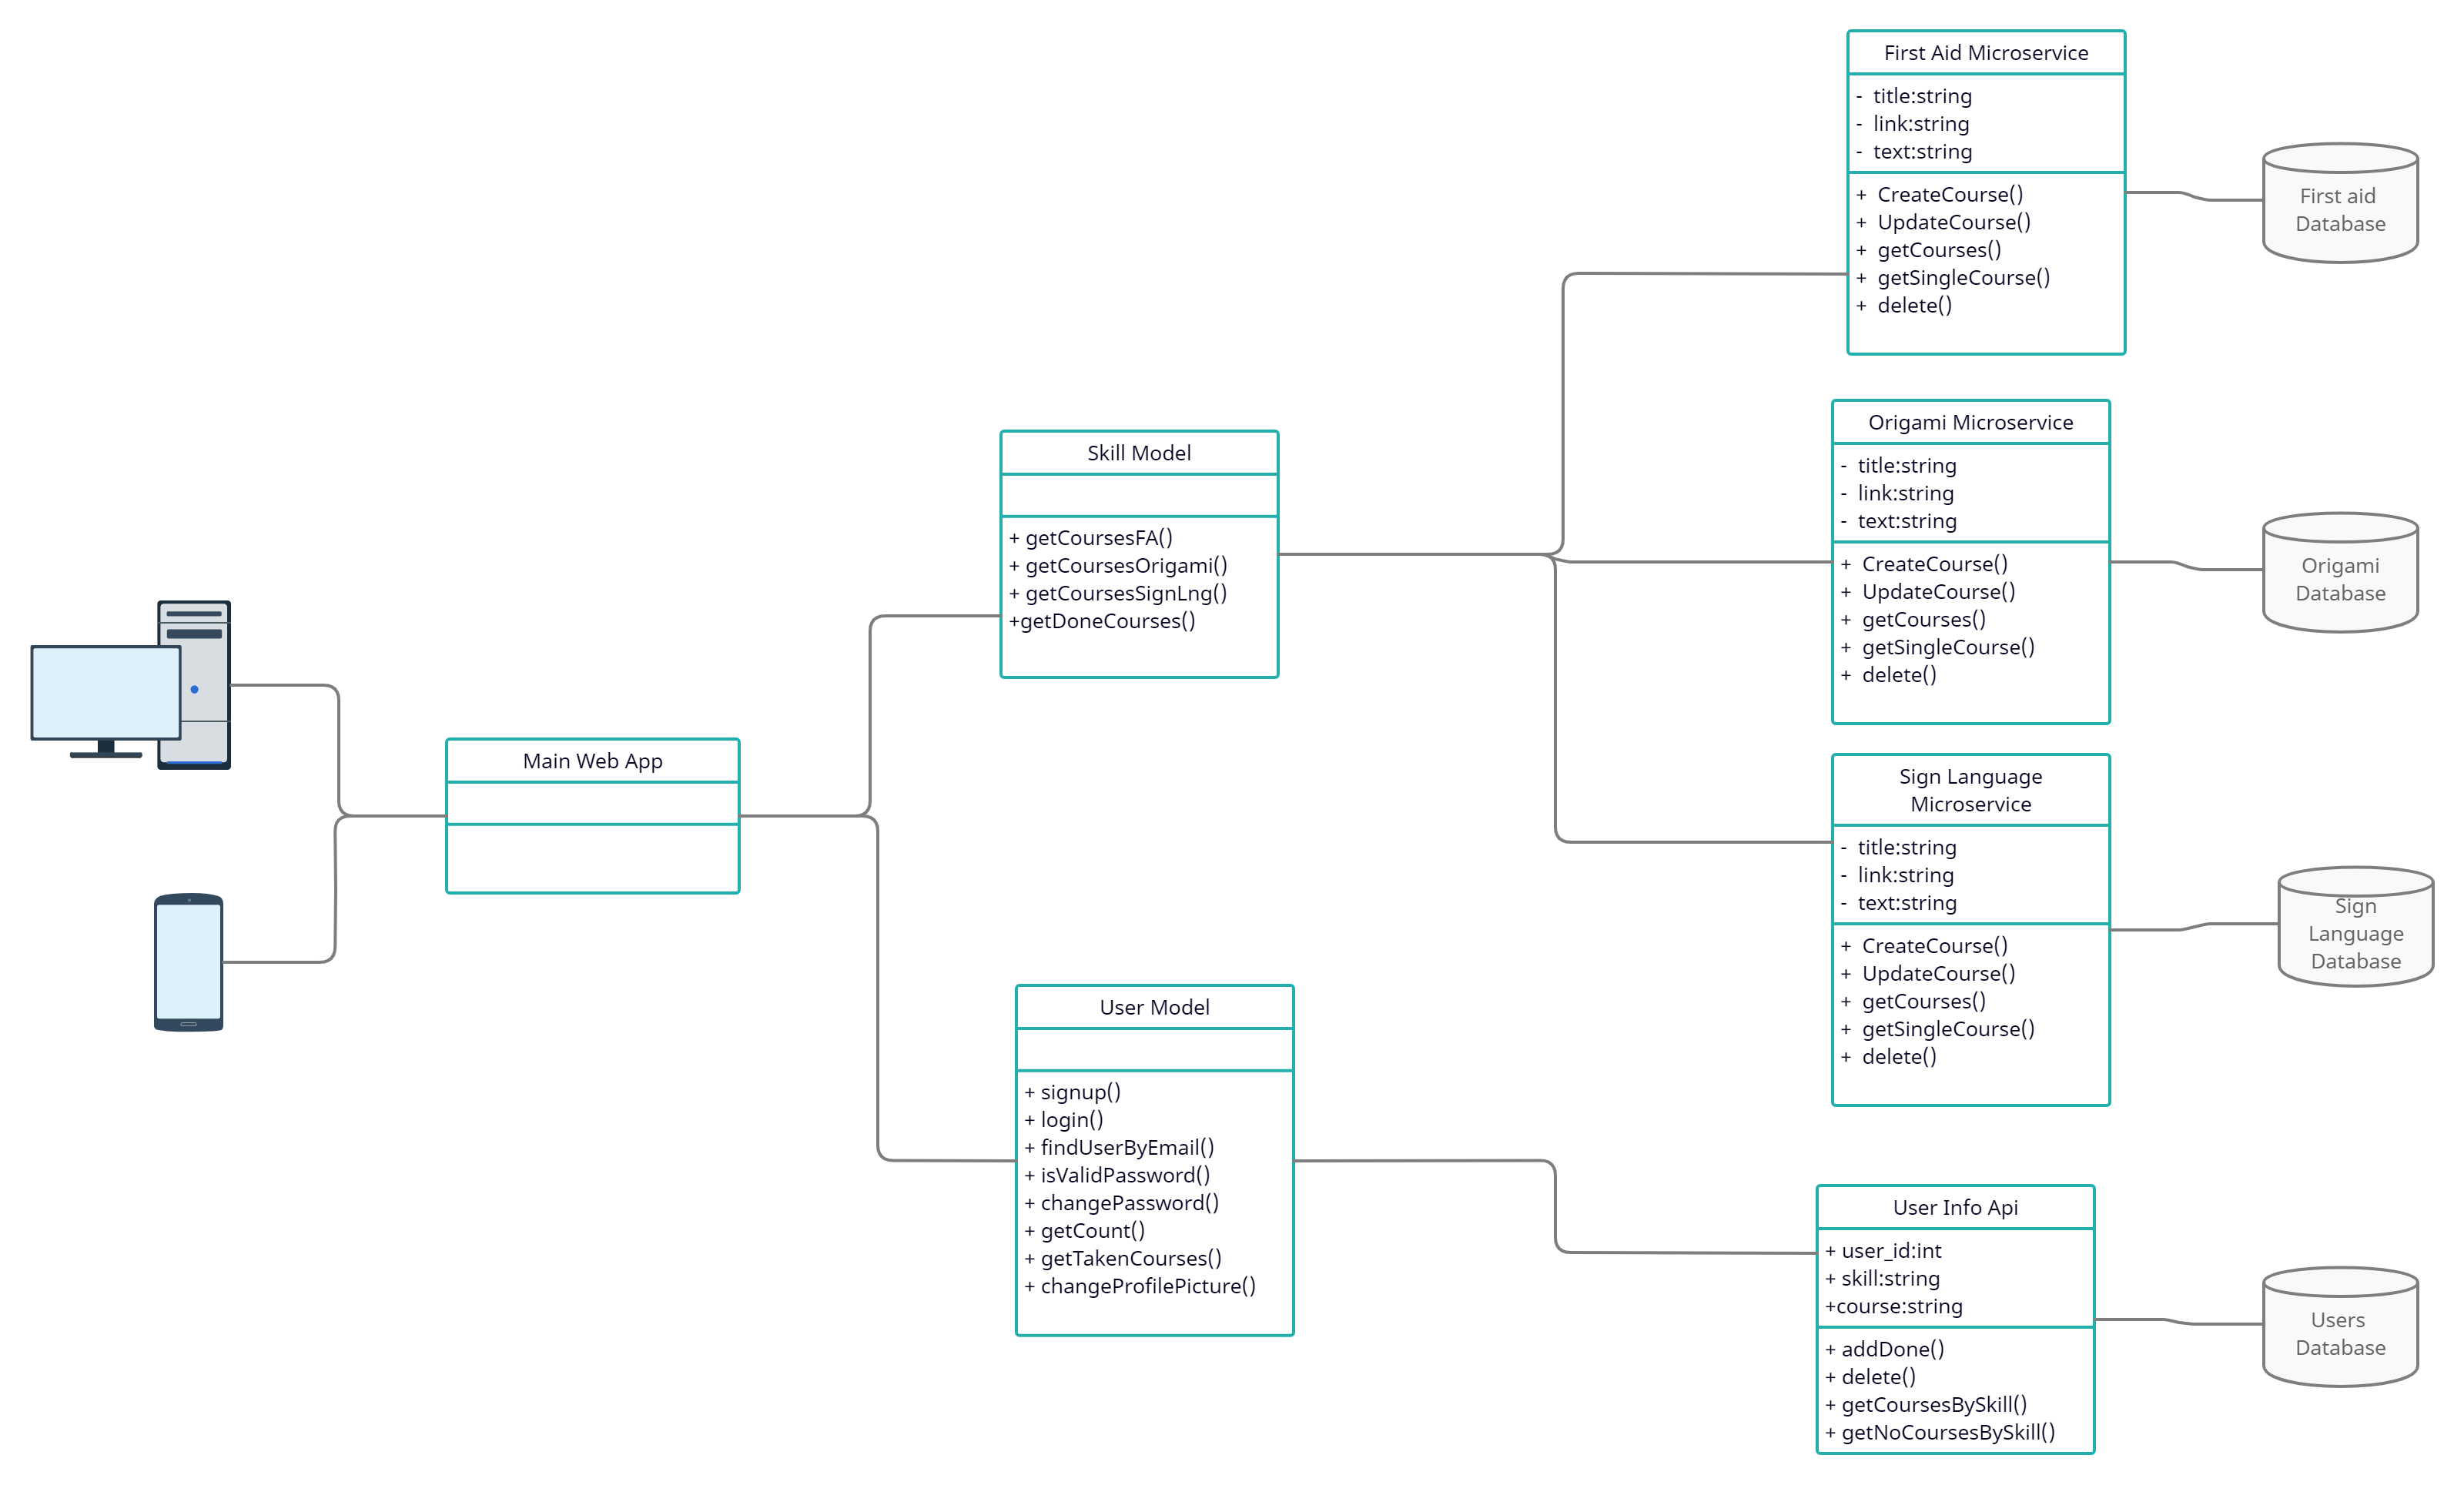 First Aid Microservice
- title:string
- link:string
- text:string
+ CreateCourse()
+ UpdateCourse()
+ getCourses()
+ getSingleCourse()
+ delete()
First aid
Database
Skill Model
+ getCoursesFA()
+ getCoursesOrigami()
+ getCoursesSignLng()
+getDoneCourses()
Origami Microservice
- title:string
- link:string
- text:string
+ CreateCourse()
+ UpdateCourse()
+ getCourses()
+ getSingleCourse()
+ delete()
Origami
Database
Main Web App
Sign Language
Microservice
- title:string
- link:string
- text:string
+ CreateCourse()
+ UpdateCourse()
+ getCourses()
+ getSingleCourse()
+ delete()
Sign
Language
Database
User Model
+ signup()
+ login()
+ findUserByEmail()
+ isValidPassword()
+ changePassword()
+ getCount()
+ getTakenCourses()
+ changeProfilePicture()
User Info Api
+ user_id:int
+ skill:string
+course:string
+ addDone()
+ delete()
+ getCoursesBySkill()
+ getNoCoursesBySkill()
Users
Database